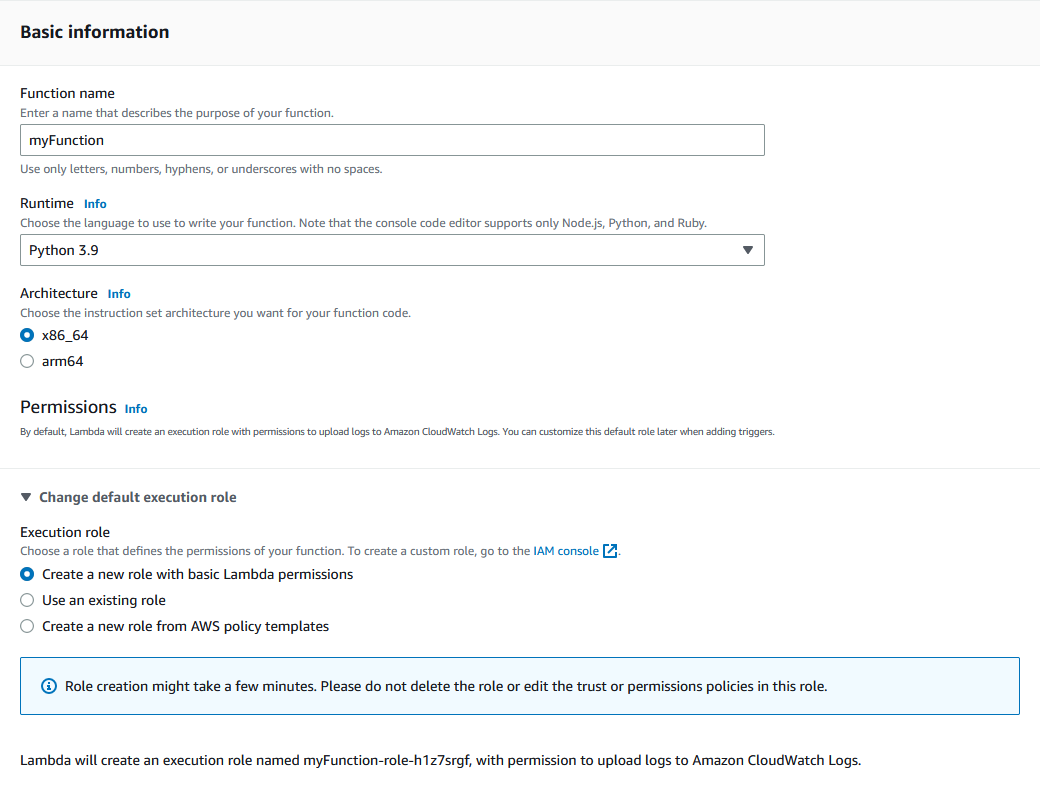 Basic information
Function name
Enter a name that describes the purpose of your function.
myFunction
Use only letters, numbers, hyphens, or underscores with no spaces.
Runtime Info
Choose the language to use to write your function. Note that the console code editor supports only Node.js, Python, and Ruby.
Python 3.9
Architecture Info
Choose the instruction set architecture you want for your function code.
x86_64
arm64
Permissions Info
By default, Lambda will create an execution role with permissions to upload logs to Amazon CloudWatch Logs. You can customize this default role later when adding triggers.
Change default execution role
Execution role
Choose a role that defines the permissions of your function. To create a custom role, go to the IAM console.
Create a new role with basic Lambda permissions
Use an existing role
Create a new role from AWS policy templates
Role creation might take a few minutes. Please do not delete the role or edit the trust or permissions policies in this role.
Lambda will create an execution role named myFunction-role-h1z7srgf, with permission to upload logs to Amazon CloudWatch Logs.